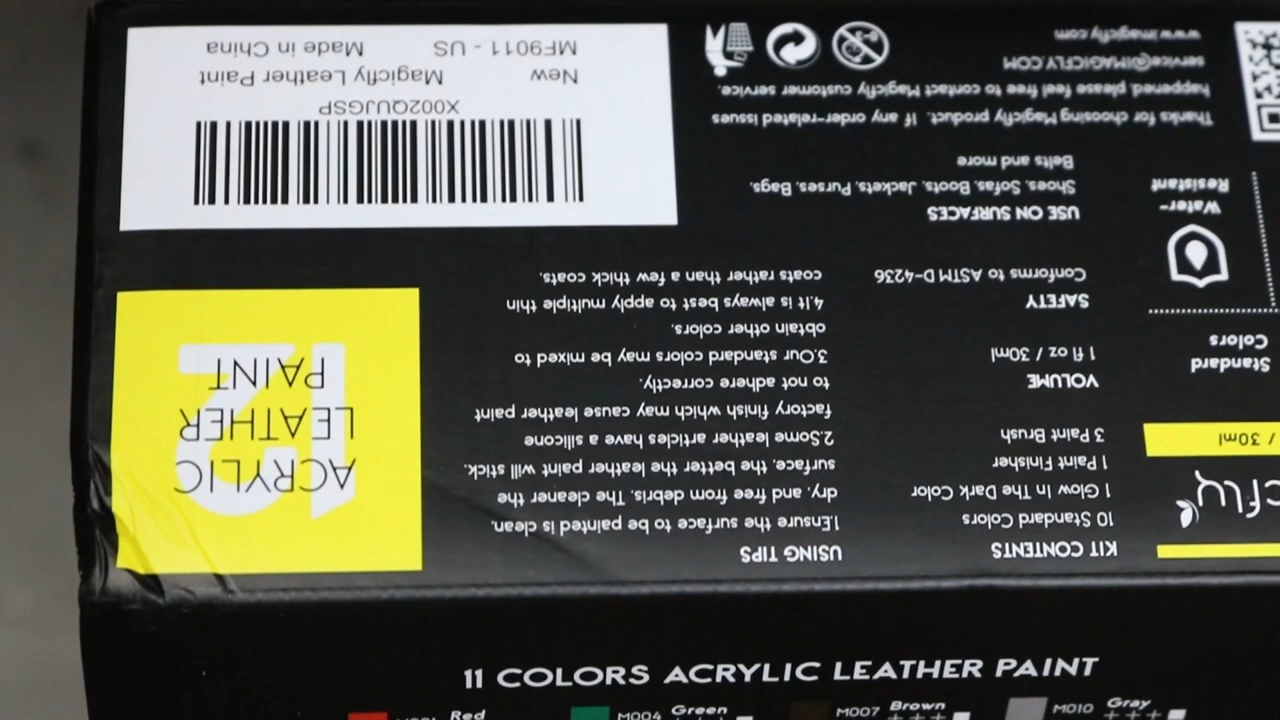 KIT CONTENTS
10 Standard Colors
1 Glow In The Dark Color
1 Paint Finisher
3 Paint Brush
VOLUME
1 fl oz / 30ml
SAFETY
Conforms to ASTM D-4236
USE ON SURFACES
Shoes, Sofas, Boots, Jackets, Purses, Bags,
Belts and more
Thanks for choosing Magicfly product. If any order-related issues
happened, please feel free to contact Magicfly customer service.
service@IMAGICFLY.COM
www.imagicfly.com
USING TIPS
1.Ensure the surface to be painted is clean,
dry, and free from debris, The cleaner the
surface, the better the leather paint will stick.
2.Some leather articles have a silicone
factory finish which may cause leather paint
to not adhere correctly.
3.Our standard colors may be mixed to
obtain other colors.
4.It is always best to apply multiple thin
coats rather than a few thick coats.
12
ACRYLIC
LEATHER
PAINT
X002QUJGSP
New
Magicfly Leather Paint
MF9011 - US
Made in China
cfly
/ 30ml
Standard
Colors
Water-
Resistant
11 COLORS ACRYLIC LEATHER PAINT
Red
M004 Green
M007 Brown
M010 Gray
+++
+++